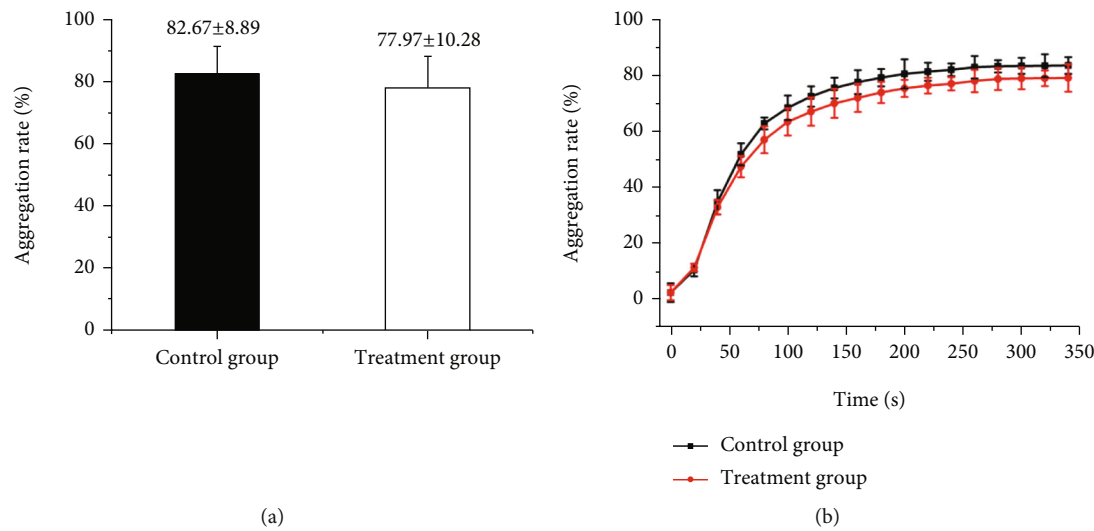 100
80
60
40
20
0
Aggregation rate (%)
82.67±8.89
77.97±10.28
Control group
Treatment group
(a)
100
80
60
40
20
0
Aggregation rate (%)
0
50
100
150
200
250
300
350
Time (s)
Control group
Treatment group
(b)